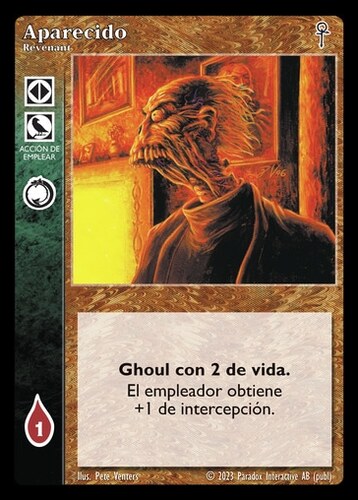 Aparecido
Revenant
ACCIÓN DE
EMPLEAR
Ghoul con 2 de vida.
El empleador obtiene
+1 de intercepción.
1
Ilus. Pete Venters © 2023 Paradox Interactive AB (publ)